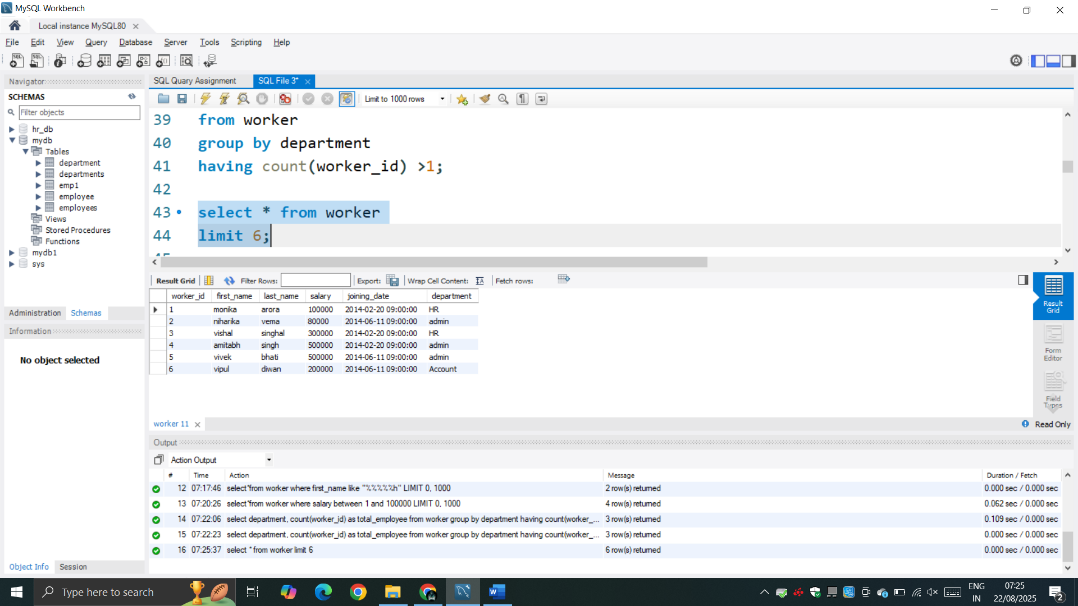 MySQL Workbench
Local instance MySQL80
File Edit View Query Database Server Tools Scripting Help
Navigator
SCHEMAS
Filter objects
hr_db
mydb
Tables
department
departments
emp1
employee
employees
Views
Stored Procedures
Functions
mydb1
sys
Administration Schemas
Information
No object selected
Object Info Session
SQL Query Assignment SQL File 3*
Limit to 1000 rows
39 from worker
40 group by department
41 having count(worker_id) >1;
42
43 select * from worker
44 limit 6;
Result Grid Filter Rows: Export: Wrap Cell Content: Fetch rows:
worker_id first_name last_name salary joining_date department
1 monika arora 100000 2014-02-20 09:00:00 HR
2 niharika vema 80000 2014-06-11 09:00:00 admin
3 vishal singhal 300000 2014-02-20 09:00:00 HR
4 amitabh singh 500000 2014-02-20 09:00:00 admin
5 vivek bhati 500000 2014-06-11 09:00:00 admin
6 vipul diwan 200000 2014-06-11 09:00:00 Account
Result Grid
Form Editor
Field Types
worker 11 Read Only
Output
Action Output
# Time Action Message Duration / Fetch
12 07:17:46 select*from worker where first_name like "%%%%%h" LIMIT 0, 1000 2 row(s) returned 0.000 sec / 0.000 sec
13 07:20:26 select*from worker where salary between 1 and 100000 LIMIT 0, 1000 4 row(s) returned 0.062 sec / 0.000 sec
14 07:22:06 select department, count(worker_id) as total_employee from worker group by department having count(worker_... 3 row(s) returned 0.109 sec / 0.000 sec
15 07:22:23 select department, count(worker_id) as total_employee from worker group by department having count(worker_... 3 row(s) returned 0.000 sec / 0.000 sec
16 07:25:37 select * from worker limit 6 6 row(s) returned 0.000 sec / 0.000 sec
Type here to search
ENG
IN
07:25
22/08/2025
2